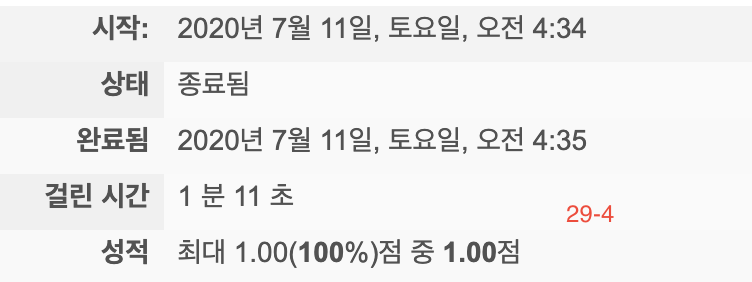 시작: 2020년 7월 11일, 토요일, 오전 4:34
상태 종료됨
완료됨 2020년 7월 11일, 토요일, 오전 4:35
걸린 시간 1 분 11 초
29-4
성적 최대 1.00(100%)점 중 1.00점